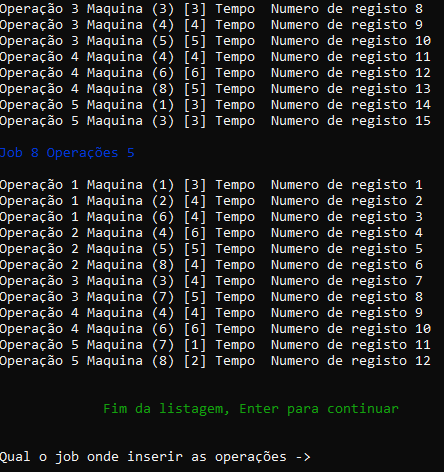 Operação 3 Maquina (3) [3] Tempo  Numero de registo 8
Operação 3 Maquina (4) [4] Tempo  Numero de registo 9
Operação 3 Maquina (5) [5] Tempo  Numero de registo 10
Operação 4 Maquina (4) [4] Tempo  Numero de registo 11
Operação 4 Maquina (6) [6] Tempo  Numero de registo 12
Operação 4 Maquina (8) [5] Tempo  Numero de registo 13
Operação 5 Maquina (1) [3] Tempo  Numero de registo 14
Operação 5 Maquina (3) [3] Tempo  Numero de registo 15
Job 8 Operações 5
Operação 1 Maquina (1) [3] Tempo  Numero de registo 1
Operação 1 Maquina (2) [4] Tempo  Numero de registo 2
Operação 1 Maquina (6) [4] Tempo  Numero de registo 3
Operação 2 Maquina (4) [6] Tempo  Numero de registo 4
Operação 2 Maquina (5) [5] Tempo  Numero de registo 5
Operação 2 Maquina (8) [4] Tempo  Numero de registo 6
Operação 3 Maquina (3) [4] Tempo  Numero de registo 7
Operação 3 Maquina (7) [5] Tempo  Numero de registo 8
Operação 4 Maquina (4) [4] Tempo  Numero de registo 9
Operação 4 Maquina (6) [6] Tempo  Numero de registo 10
Operação 5 Maquina (7) [1] Tempo  Numero de registo 11
Operação 5 Maquina (8) [2] Tempo  Numero de registo 12
Fim da listagem, Enter para continuar
Qual o job onde inserir as operações ->